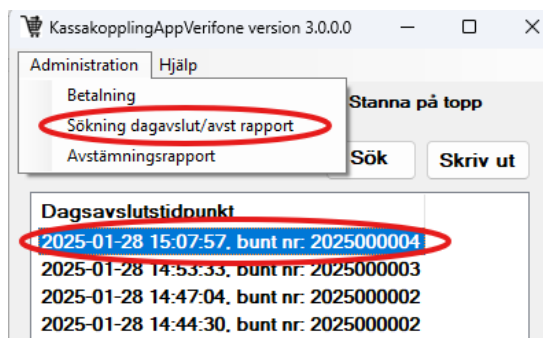 KassakopplingAppVerifone version 3.0.0.0
Administration Hjälp
Betalning
Stanna på topp
Sökning dagavslut/avst rapport
Avstämningsrapport
Sök Skriv ut
Dagsavslutstidpunkt
2025-01-28 15:07:57, bunt nr: 2025000004
2025-01-28 14:53:33, bunt nr: 2025000003
2025-01-28 14:47:04, bunt nr: 2025000002
2025-01-28 14:44:30, bunt nr: 2025000002